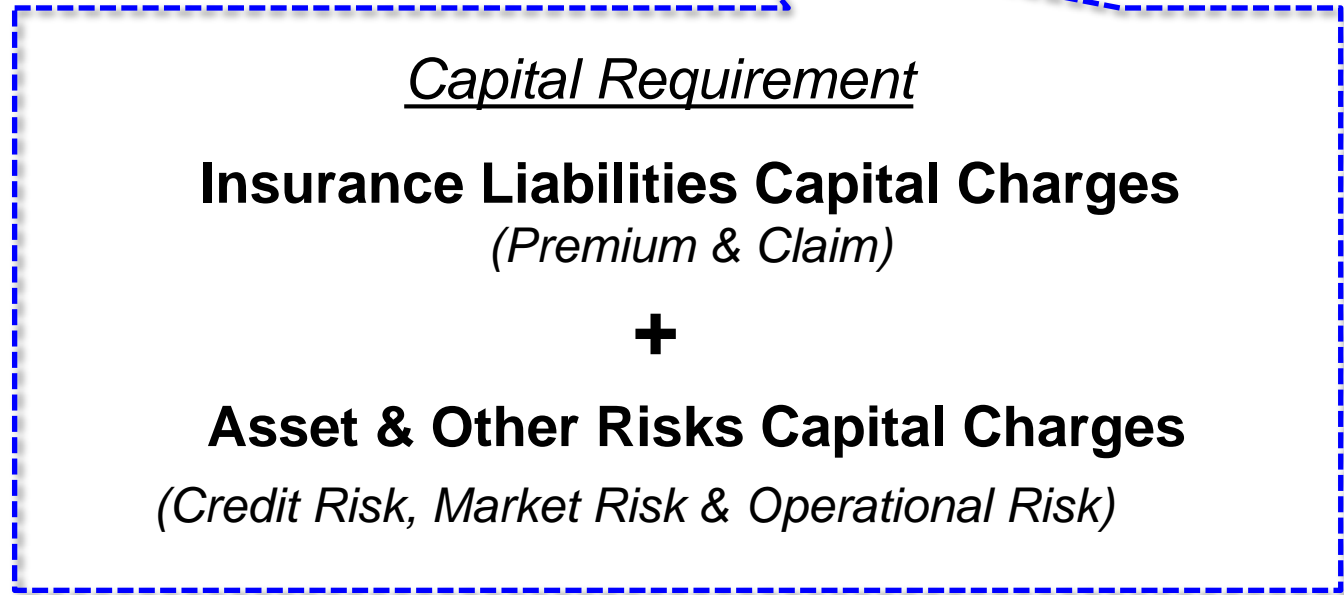 Capital Requirement
Insurance Liabilities Capital Charges
(Premium & Claim)
+
Asset & Other Risks Capital Charges
(Credit Risk, Market Risk & Operational Risk)